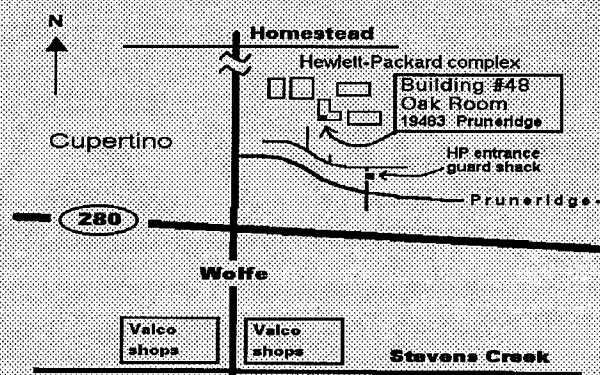 N
Homestead
Hewlett-Packard complex
Building #48
Oak Room
19483 Pruneridge
Cupertino
HP entrance
guard shack
Pruneridge
280
Wolfe
Valco
shops
Valco
shops
Stevens Creek